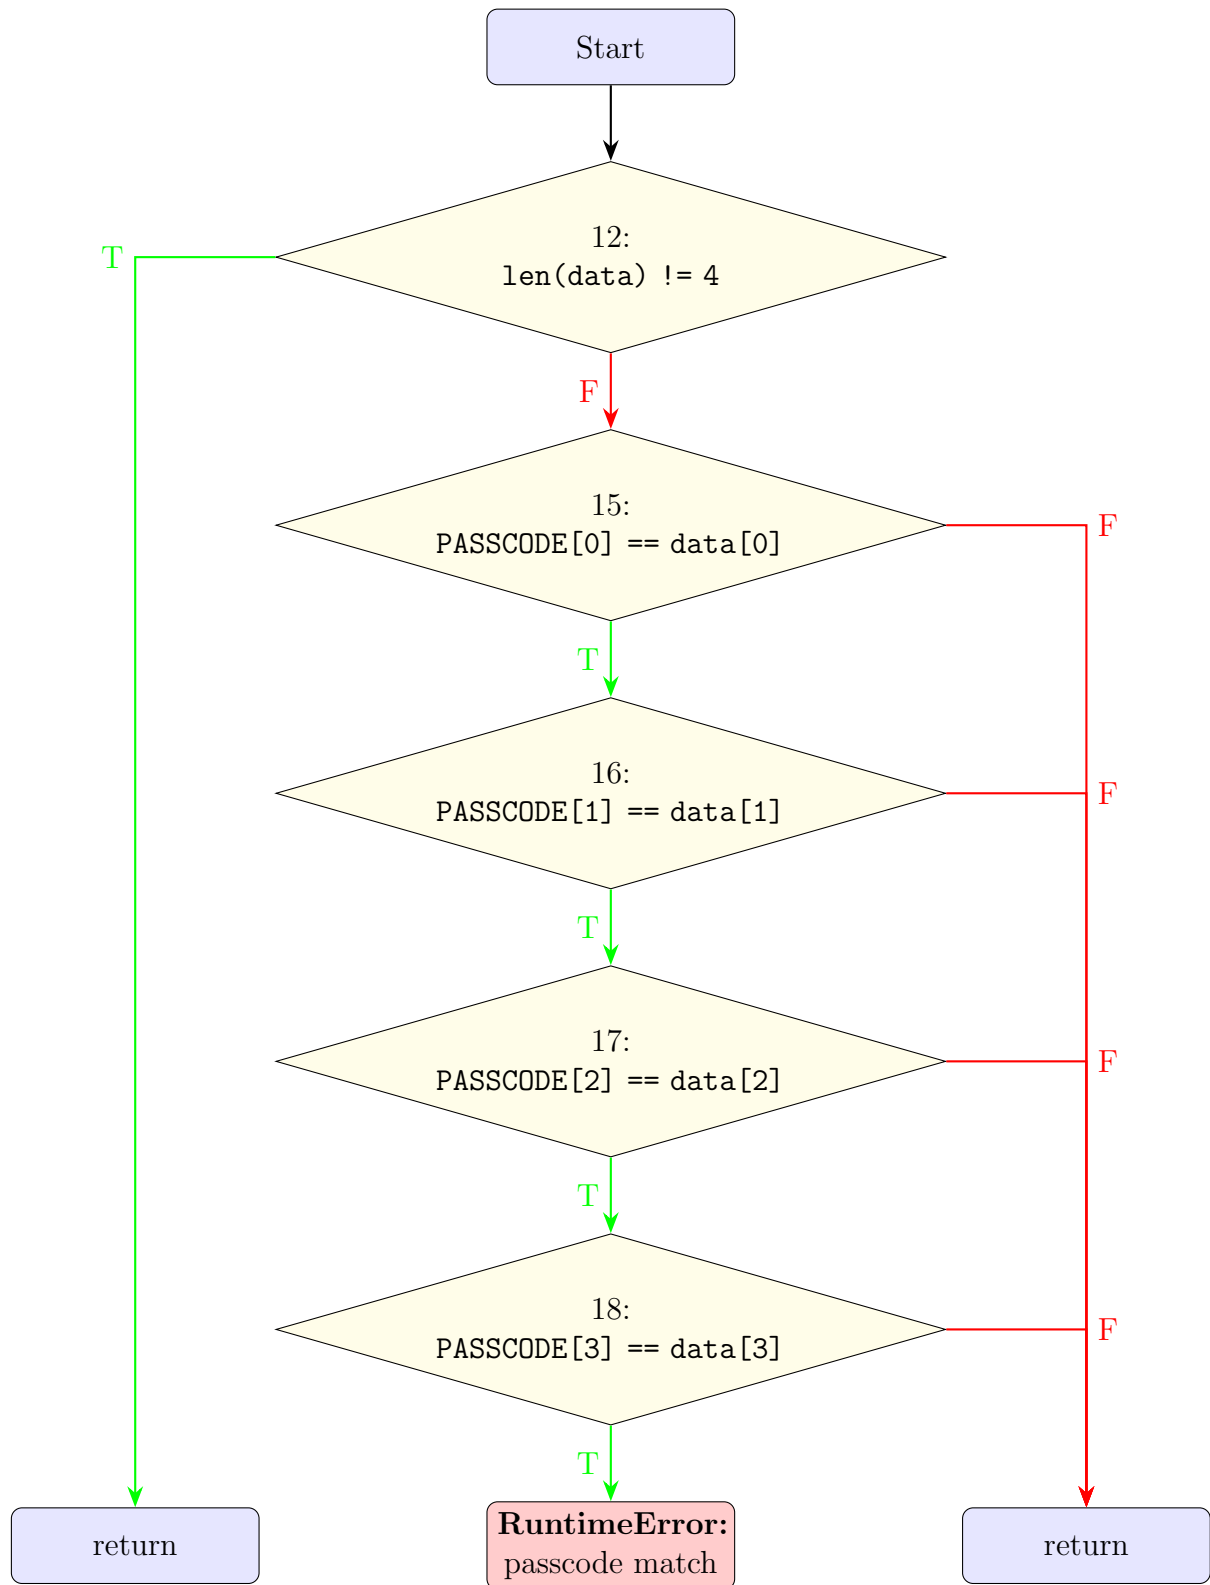 Start
12:
len(data) != 4
T
F
15:
PASSCODE[0] == data[0]
F
T
16:
PASSCODE[1] == data[1]
F
T
17:
PASSCODE[2] == data[2]
F
T
18:
PASSCODE[3] == data[3]
F
T
return
RuntimeError:
passcode match
return